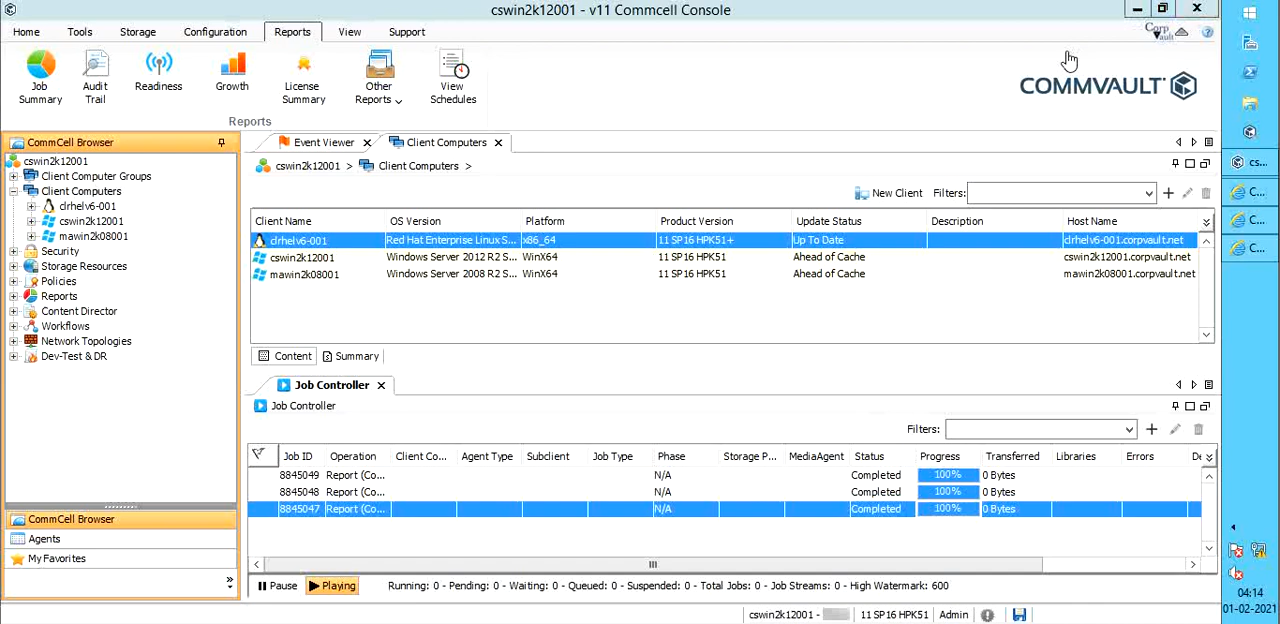 cswin2k12001 - v11 Commcell Console
Home Tools Storage Configuration Reports View Support
Corp Vault
Job Summary
Audit Trail
Readiness
Growth
License Summary
Other Reports
View Schedules
COMMVAULT
Reports
CommCell Browser
cswin2k12001
Client Computer Groups
Client Computers
clrhelv6-001
cswin2k12001
mawin2k08001
Security
Storage Resources
Policies
Reports
Content Director
Workflows
Network Topologies
Dev-Test & DR
CommCell Browser
Agents
My Favorites
Event Viewer Client Computers
cswin2k12001 > Client Computers >
New Client Filters:
Client Name OS Version Platform Product Version Update Status Description Host Name
clrhelv6-001 Red Hat Enterprise Linux S... x86_64 11 SP16 HPK51+ Up To Date clrhelv6-001.corpvault.net
cswin2k12001 Windows Server 2012 R2 S... WinX64 11 SP16 HPK51 Ahead of Cache cswin2k12001.corpvault.net
mawin2k08001 Windows Server 2008 R2 S... WinX64 11 SP16 HPK51 Ahead of Cache mawin2k08001.corpvault.net
Content Summary
Job Controller
Job Controller
Filters:
Job ID Operation Client Co... Agent Type Subclient Job Type Phase Storage P... MediaAgent Status Progress Transferred Libraries Errors De
8845049 Report (Co... N/A Completed 100% 0 Bytes
8845048 Report (Co... N/A Completed 100% 0 Bytes
8845047 Report (Co... N/A Completed 100% 0 Bytes
Pause Playing Running: 0 - Pending: 0 - Waiting: 0 - Queued: 0 - Suspended: 0 - Total Jobs: 0 - Job Streams: 0 - High Watermark: 600
cswin2k12001 - 11 SP16 HPK51 Admin
cs...
C...
C...
C...
04:14
01-02-2021